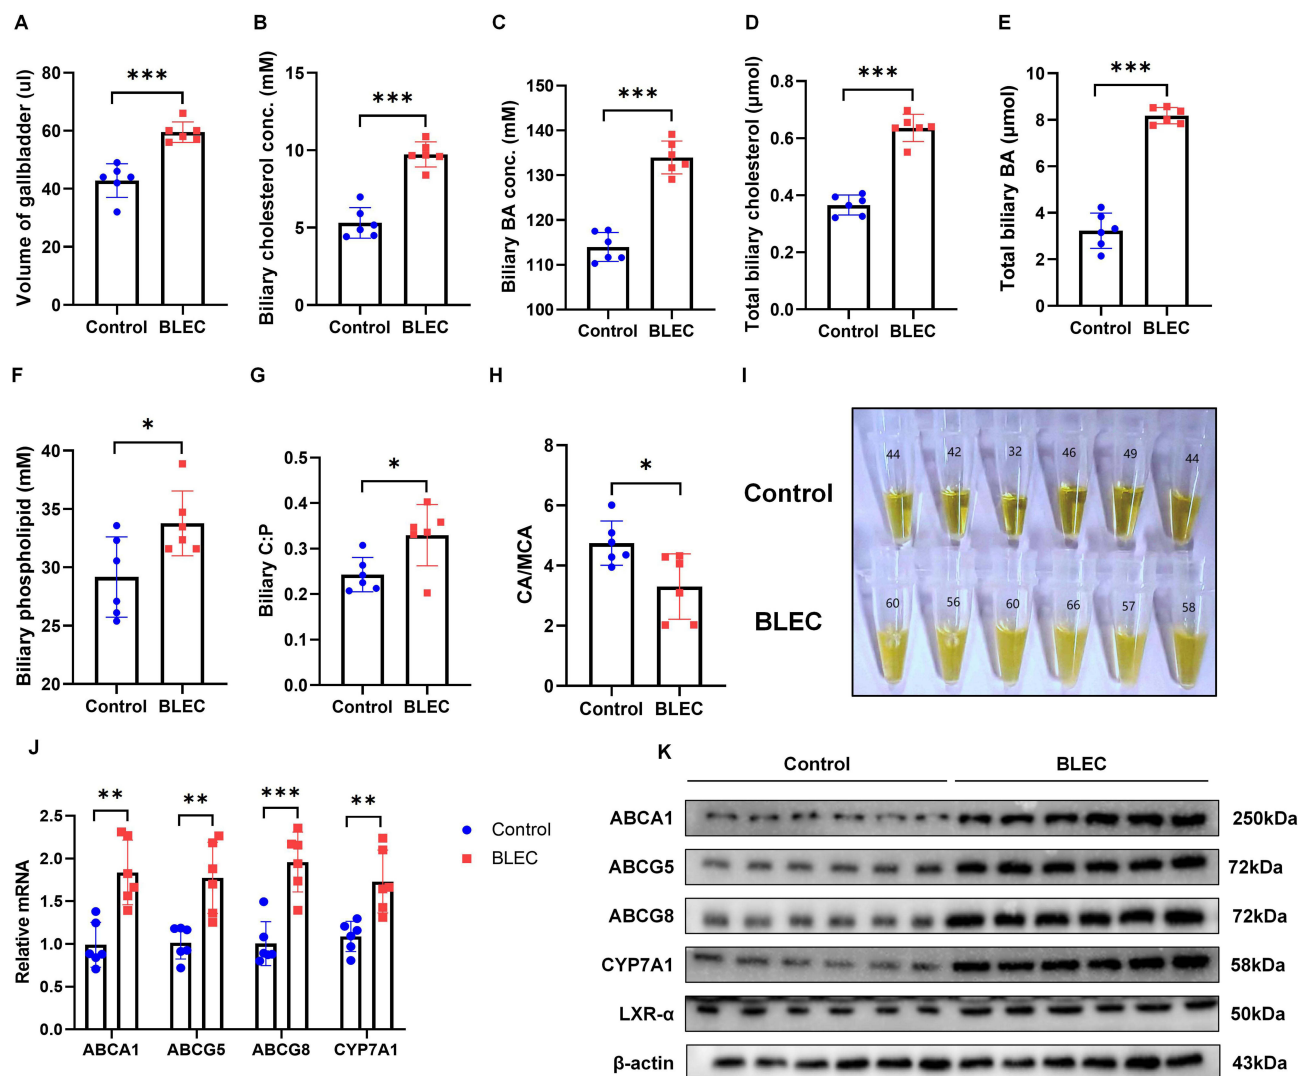 A
Volume of gallbladder (ul)
80
60
40
20
0
***
Control
BLEC
B
Biliary cholesterol conc. (mM)
15
10
5
0
***
Control
BLEC
C
Biliary BA conc. (mM)
150
140
130
120
110
100
***
Control
BLEC
D
Total biliary cholesterol (μmol)
0.8
0.6
0.4
0.2
0.0
***
Control
BLEC
E
Total biliary BA (μmol)
10
8
6
4
2
0
***
Control
BLEC
F
Biliary phospholipid (mM)
40
35
30
25
20
*
Control
BLEC
G
Biliary C:P
0.5
0.4
0.3
0.2
0.1
0.0
*
Control
BLEC
H
CA/MCA
8
6
4
2
0
*
Control
BLEC
I
Control
44 42 32 46 49 44
BLEC
60 56 60 66 57 58
J
Relative mRNA
2.5
2.0
1.5
1.0
0.5
0.0
** ** *** **
ABCA1 ABCG5 ABCG8 CYP7A1
Control
BLEC
K
Control BLEC
ABCA1 250kDa
ABCG5 72kDa
ABCG8 72kDa
CYP7A1 58kDa
LXR-α 50kDa
β-actin 43kDa